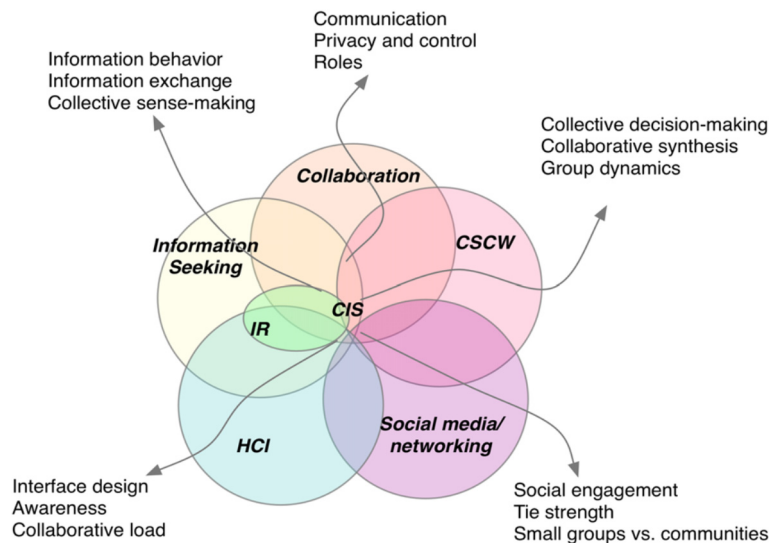 Communication
Privacy and control
Roles
Information behavior
Information exchange
Collective sense-making
Collective decision-making
Collaborative synthesis
Group dynamics
Collaboration
Information
Seeking
CSCW
CIS
IR
HCI
Social media/
networking
Interface design
Awareness
Collaborative load
Social engagement
Tie strength
Small groups vs. communities